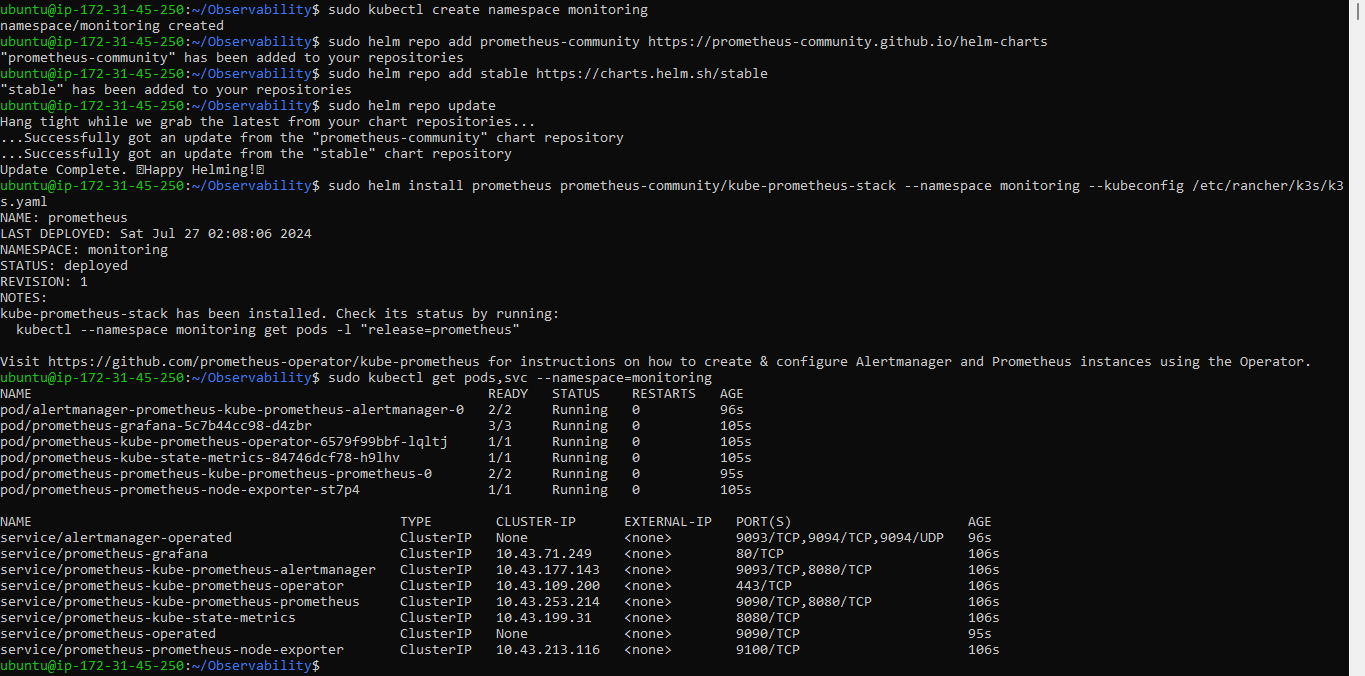 ubuntu@ip-172-31-45-250:~/Observability$ sudo kubectl create namespace monitoring
namespace/monitoring created
ubuntu@ip-172-31-45-250:~/Observability$ sudo helm repo add prometheus-community https://prometheus-community.github.io/helm-charts
"prometheus-community" has been added to your repositories
ubuntu@ip-172-31-45-250:~/Observability$ sudo helm repo add stable https://charts.helm.sh/stable
"stable" has been added to your repositories
ubuntu@ip-172-31-45-250:~/Observability$ sudo helm repo update
Hang tight while we grab the latest from your chart repositories...
...Successfully got an update from the "prometheus-community" chart repository
...Successfully got an update from the "stable" chart repository
Update Complete. ⍰Happy Helming!⍰
ubuntu@ip-172-31-45-250:~/Observability$ sudo helm install prometheus prometheus-community/kube-prometheus-stack --namespace monitoring --kubeconfig /etc/rancher/k3s/k3
s.yaml
NAME: prometheus
LAST DEPLOYED: Sat Jul 27 02:08:06 2024
NAMESPACE: monitoring
STATUS: deployed
REVISION: 1
NOTES:
kube-prometheus-stack has been installed. Check its status by running:
  kubectl --namespace monitoring get pods -l "release=prometheus"
Visit https://github.com/prometheus-operator/kube-prometheus for instructions on how to create & configure Alertmanager and Prometheus instances using the Operator.
ubuntu@ip-172-31-45-250:~/Observability$ sudo kubectl get pods,svc --namespace=monitoring
NAME READY STATUS RESTARTS AGE
pod/alertmanager-prometheus-kube-prometheus-alertmanager-0 2/2 Running 0 96s
pod/prometheus-grafana-5c7b44cc98-d4zbr 3/3 Running 0 105s
pod/prometheus-kube-prometheus-operator-6579f99bbf-lqltj 1/1 Running 0 105s
pod/prometheus-kube-state-metrics-84746dcf78-h9lhv 1/1 Running 0 105s
pod/prometheus-prometheus-kube-prometheus-prometheus-0 2/2 Running 0 95s
pod/prometheus-prometheus-node-exporter-st7p4 1/1 Running 0 105s
NAME TYPE CLUSTER-IP EXTERNAL-IP PORT(S) AGE
service/alertmanager-operated ClusterIP None <none> 9093/TCP,9094/TCP,9094/UDP 96s
service/prometheus-grafana ClusterIP 10.43.71.249 <none> 80/TCP 106s
service/prometheus-kube-prometheus-alertmanager ClusterIP 10.43.177.143 <none> 9093/TCP,8080/TCP 106s
service/prometheus-kube-prometheus-operator ClusterIP 10.43.109.200 <none> 443/TCP 106s
service/prometheus-kube-prometheus-prometheus ClusterIP 10.43.253.214 <none> 9090/TCP,8080/TCP 106s
service/prometheus-kube-state-metrics ClusterIP 10.43.199.31 <none> 8080/TCP 106s
service/prometheus-operated ClusterIP None <none> 9090/TCP 95s
service/prometheus-prometheus-node-exporter ClusterIP 10.43.213.116 <none> 9100/TCP 106s
ubuntu@ip-172-31-45-250:~/Observability$